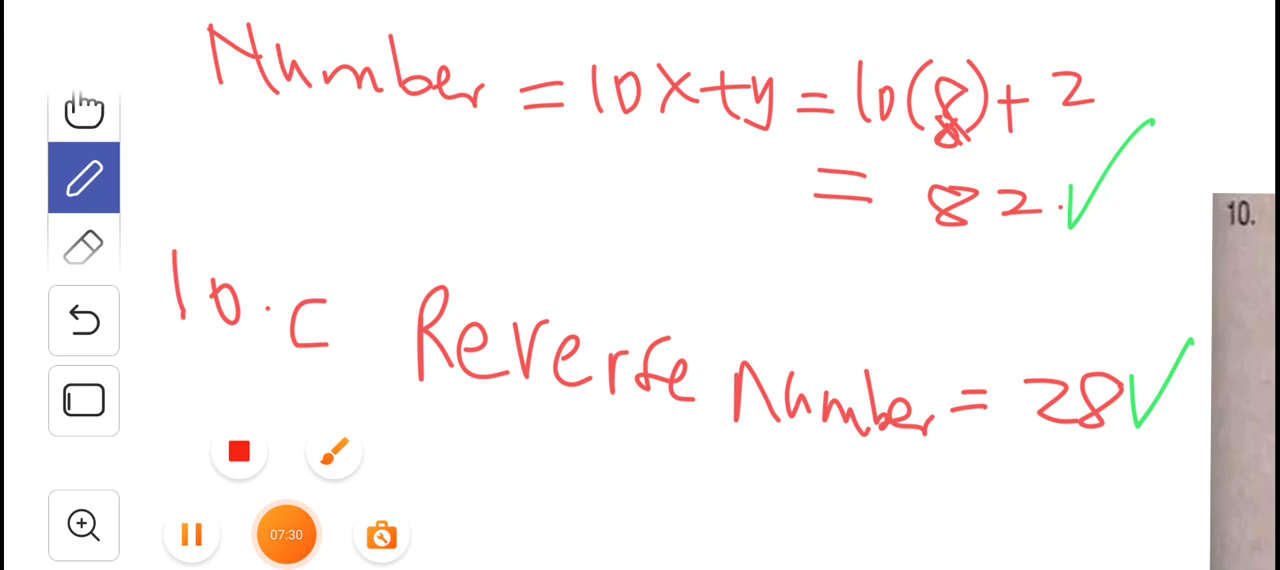 Number = 10x+y = 10(8)+2
= 82.
10.c Reverse Number = 28
10.
07:30